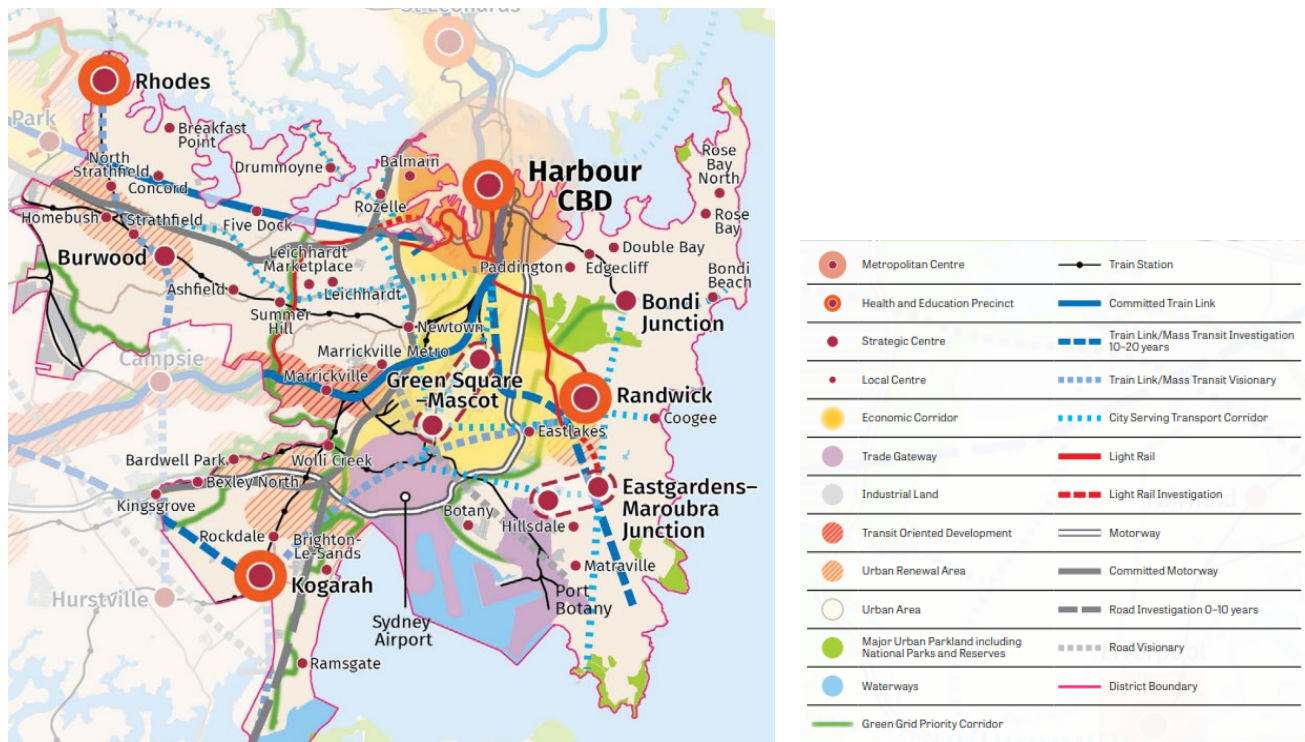 St Leonards
Rhodes
Park
Breakfast
Point
North
Strathfield
Concord
Drummoyne
Balmain
Harbour
CBD
Rose
Bay
North
Rozelle
Homebush
Strathfield
Five Dock
Rose
Bay
Burwood
Leichhardt
Marketplace
Double Bay
Paddington
Edgecliff
Bondi
Beach
Ashfield
Leichhardt
Bondi
Junction
Summer
Hill
Newtown
Campsie
Marrickville Metro
Marrickville
Green Square
–Mascot
Randwick
Coogee
Eastlakes
Bardwell Park
Wolli Creek
Bexley North
Kingsgrove
Eastgardens–
Maroubra
Junction
Botany
Hillsdale
Rockdale
Brighton-
Le-Sands
Matraville
Kogarah
Hurstville
Port
Botany
Sydney
Airport
Ramsgate
Metropolitan Centre
Health and Education Precinct
Strategic Centre
Local Centre
Economic Corridor
Trade Gateway
Industrial Land
Transit Oriented Development
Urban Renewal Area
Urban Area
Major Urban Parkland including
National Parks and Reserves
Waterways
Green Grid Priority Corridor
Train Station
Committed Train Link
Train Link/Mass Transit Investigation
10–20 years
Train Link/Mass Transit Visionary
City Serving Transport Corridor
Light Rail
Light Rail Investigation
Motorway
Committed Motorway
Road Investigation 0–10 years
Road Visionary
District Boundary
Liverpool